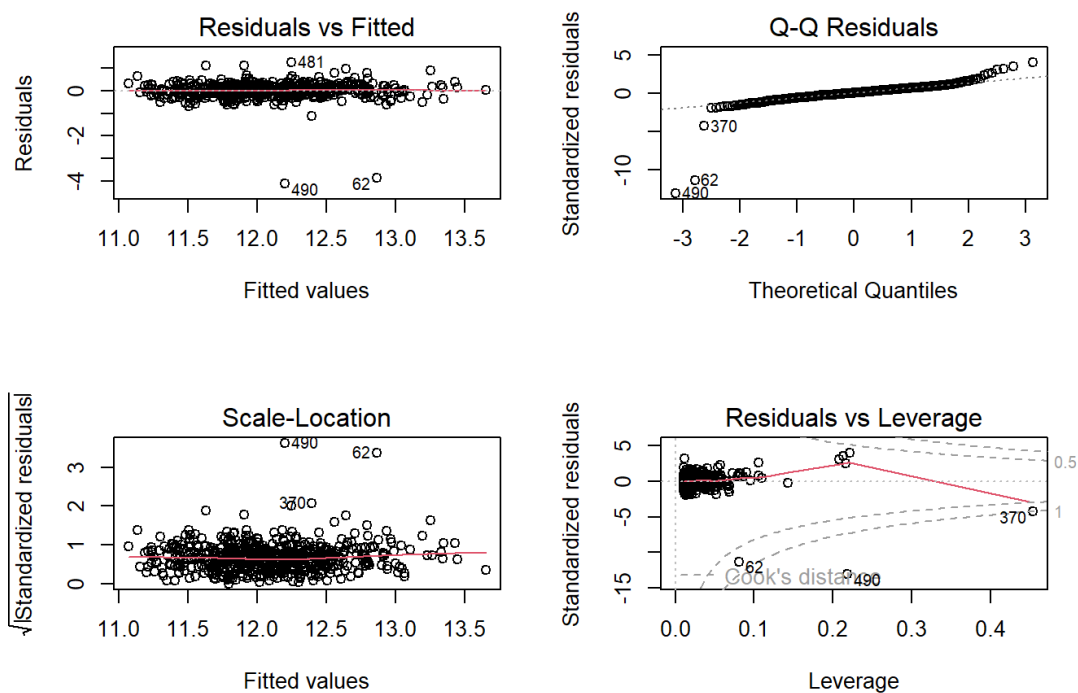 Residuals vs Fitted
Residuals
0
-2
-4
481
490
62
11.0 11.5 12.0 12.5 13.0 13.5
Fitted values
Q-Q Residuals
Standardized residuals
5
0
-10
370
62
490
-3 -2 -1 0 1 2 3
Theoretical Quantiles
Scale-Location
√|Standardized residuals|
3
2
1
0
490
62
370
11.0 11.5 12.0 12.5 13.0 13.5
Fitted values
Residuals vs Leverage
Standardized residuals
5
0
-5
-15
0.5
1
370
62
490
Cook's distance
0.0 0.1 0.2 0.3 0.4
Leverage